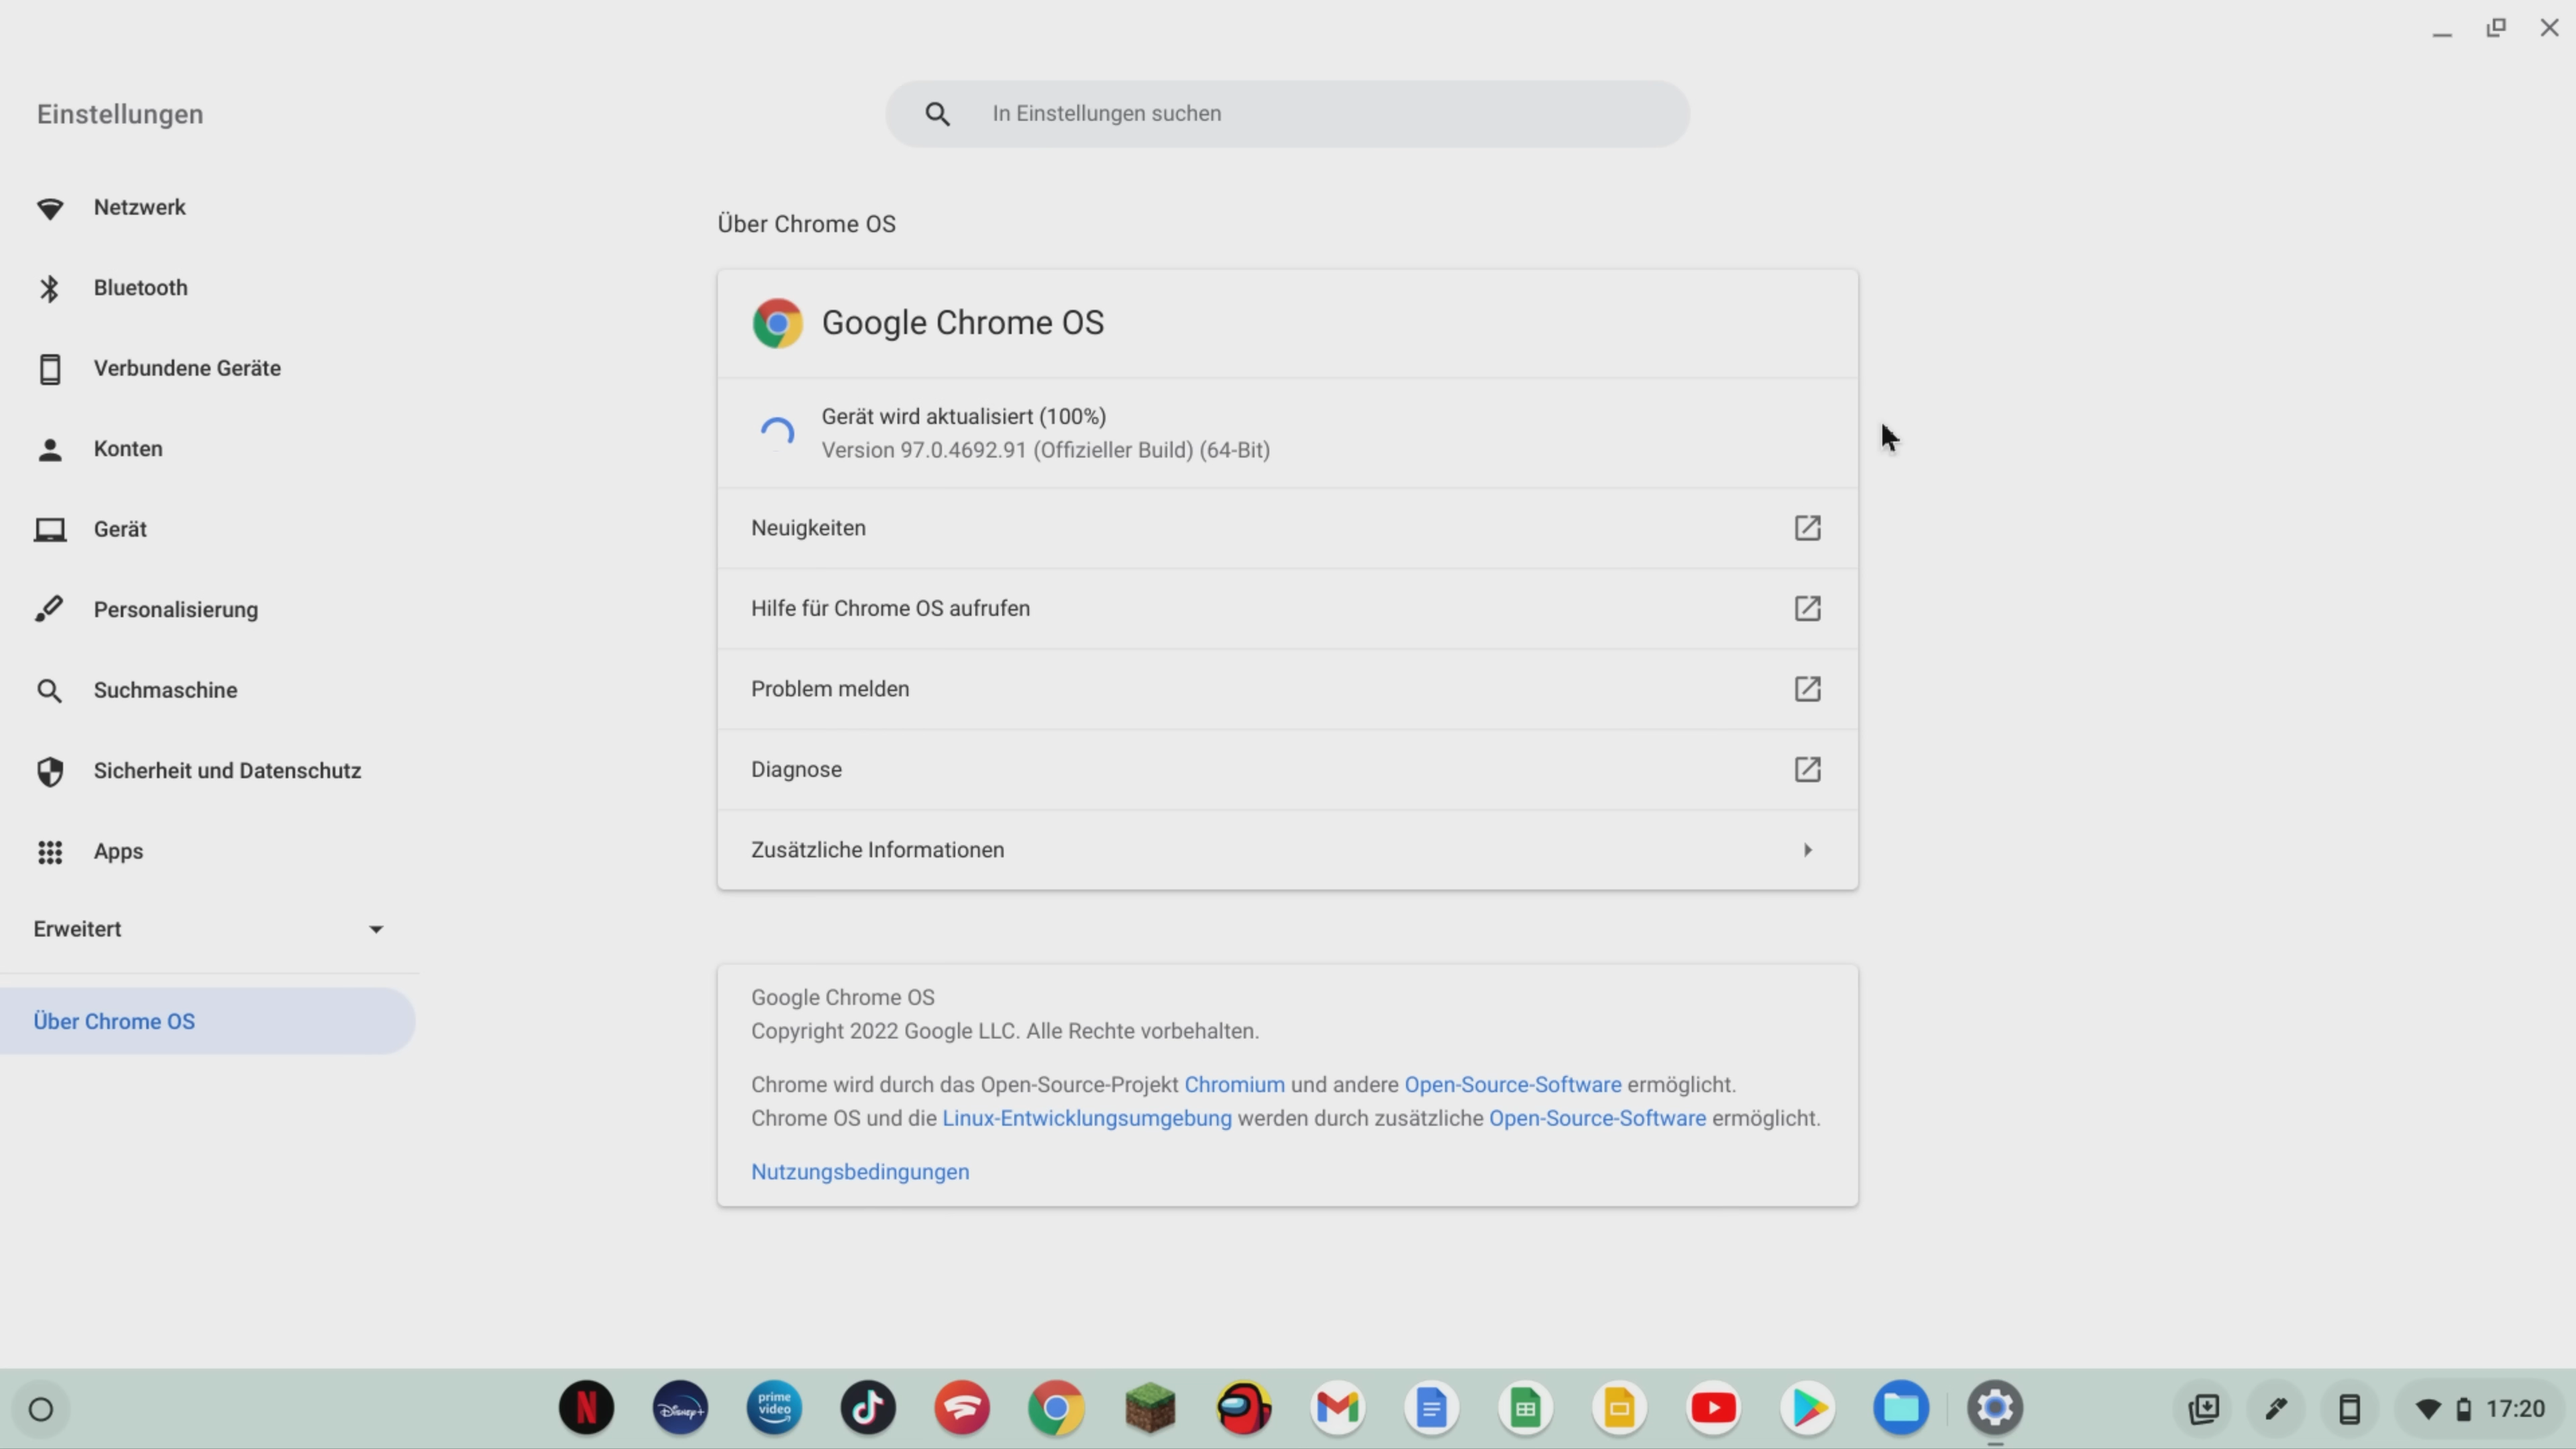 Einstellungen
In Einstellungen suchen
Netzwerk
Bluetooth
Verbundene Geräte
Konten
Gerät
Personalisierung
Suchmaschine
Sicherheit und Datenschutz
Apps
Erweitert
Über Chrome OS
Über Chrome OS
Google Chrome OS
Gerät wird aktualisiert (100%)
Version 97.0.4692.91 (Offizieller Build) (64-Bit)
Neuigkeiten
Hilfe für Chrome OS aufrufen
Problem melden
Diagnose
Zusätzliche Informationen
Google Chrome OS
Copyright 2022 Google LLC. Alle Rechte vorbehalten.
Chrome wird durch das Open-Source-Projekt Chromium und andere Open-Source-Software ermöglicht.
Chrome OS und die Linux-Entwicklungsumgebung werden durch zusätzliche Open-Source-Software ermöglicht.
Nutzungsbedingungen
N
Disney+
prime
video
17:20